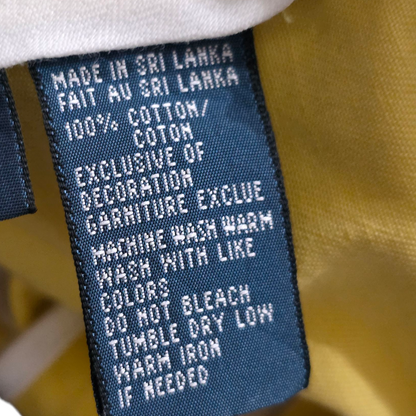 MADE IN SRI LANKA
FAIT AU SRI LANKA
100% COTTON/
COTON
EXCLUSIVE OF
DECORATION
GARNITURE EXCLUE
MACHINE WASH WARM
WASH WITH LIKE
COLORS
DO NOT BLEACH
TUMBLE DRY LOW
WARM IRON
IF NEEDED